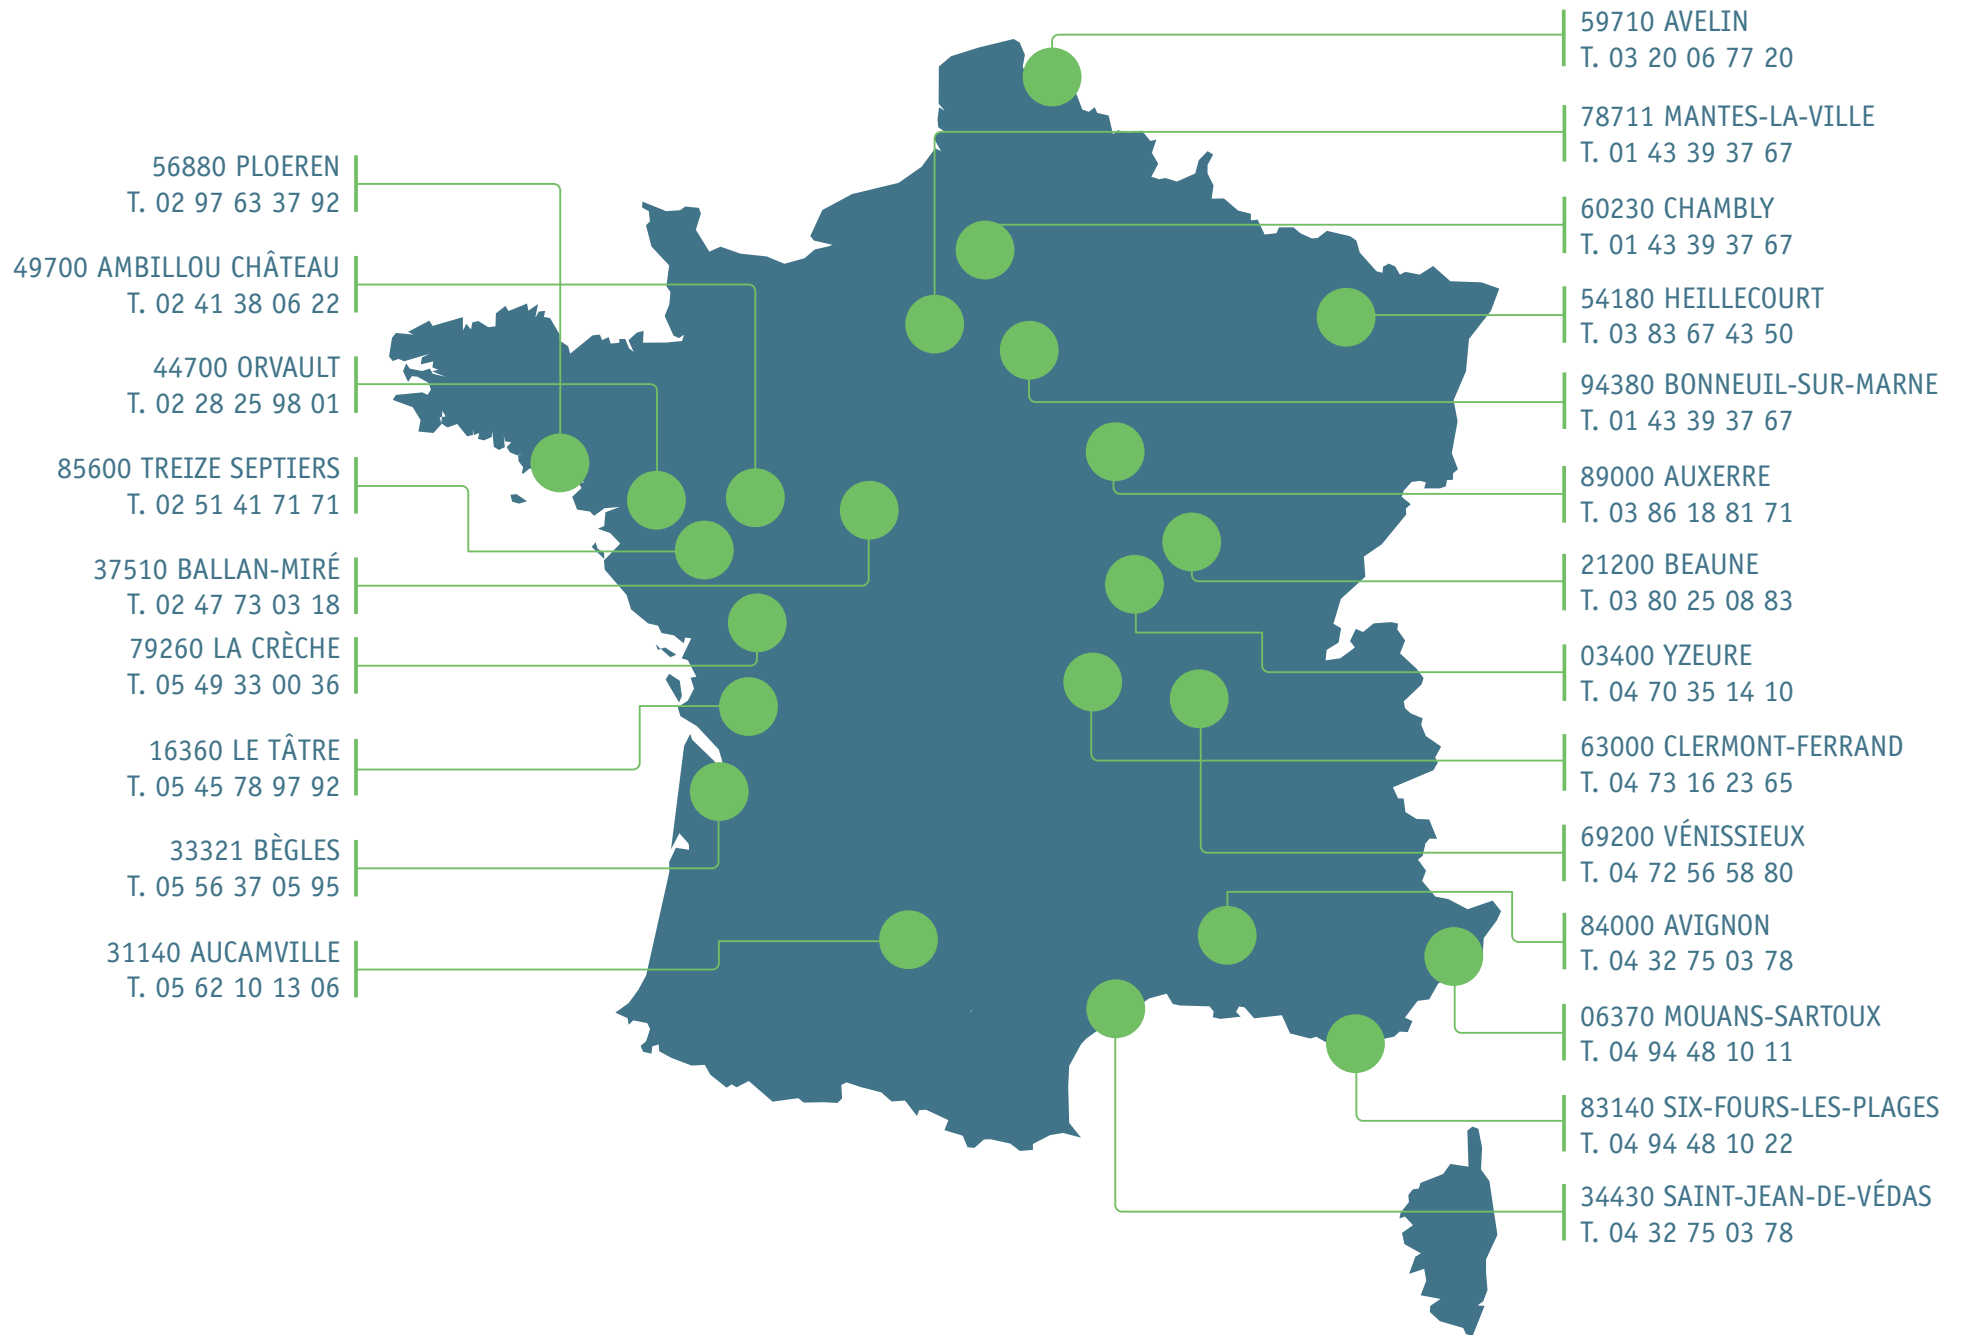 56880 PLOEREN
T. 02 97 63 37 92
49700 AMBILLOU CHÂTEAU
T. 02 41 38 06 22
44700 ORVAULT
T. 02 28 25 98 01
85600 TREIZE SEPTIERS
T. 02 51 41 71 71
37510 BALLAN-MIRÉ
T. 02 47 73 03 18
79260 LA CRÈCHE
T. 05 49 33 00 36
16360 LE TÂTRE
T. 05 45 78 97 92
33321 BÈGLES
T. 05 56 37 05 95
31140 AUCAMVILLE
T. 05 62 10 13 06
59710 AVELIN
T. 03 20 06 77 20
78711 MANTES-LA-VILLE
T. 01 43 39 37 67
60230 CHAMBLY
T. 01 43 39 37 67
54180 HEILLECOURT
T. 03 83 67 43 50
94380 BONNEUIL-SUR-MARNE
T. 01 43 39 37 67
89000 AUXERRE
T. 03 86 18 81 71
21200 BEAUNE
T. 03 80 25 08 83
03400 YZEURE
T. 04 70 35 14 10
63000 CLERMONT-FERRAND
T. 04 73 16 23 65
69200 VÉNISSIEUX
T. 04 72 56 58 80
84000 AVIGNON
T. 04 32 75 03 78
06370 MOUANS-SARTOUX
T. 04 94 48 10 11
83140 SIX-FOURS-LES-PLAGES
T. 04 94 48 10 22
34430 SAINT-JEAN-DE-VÉDAS
T. 04 32 75 03 78